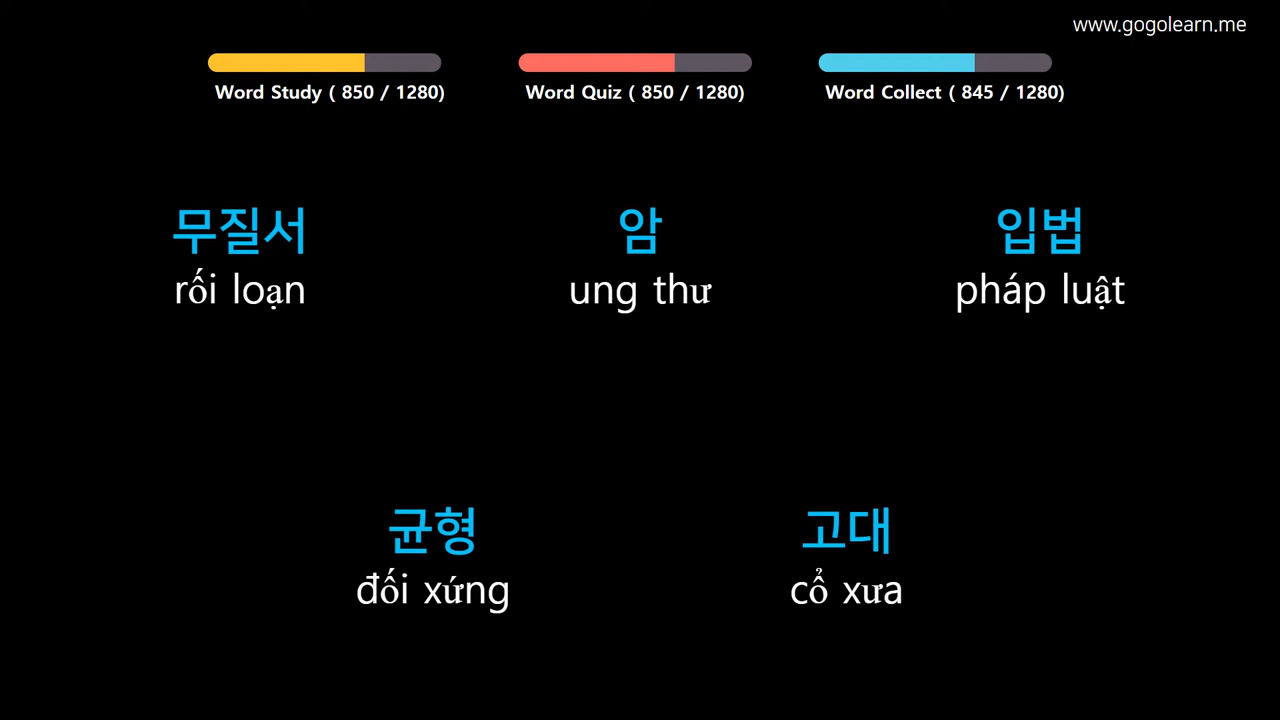 www.gogolearn.me
Word Study ( 850 / 1280)
Word Quiz ( 850 / 1280)
Word Collect ( 845 / 1280)
무질서
암
입법
rối loạn
ung thư
pháp luật
균형
고대
đối xứng
cổ xưa